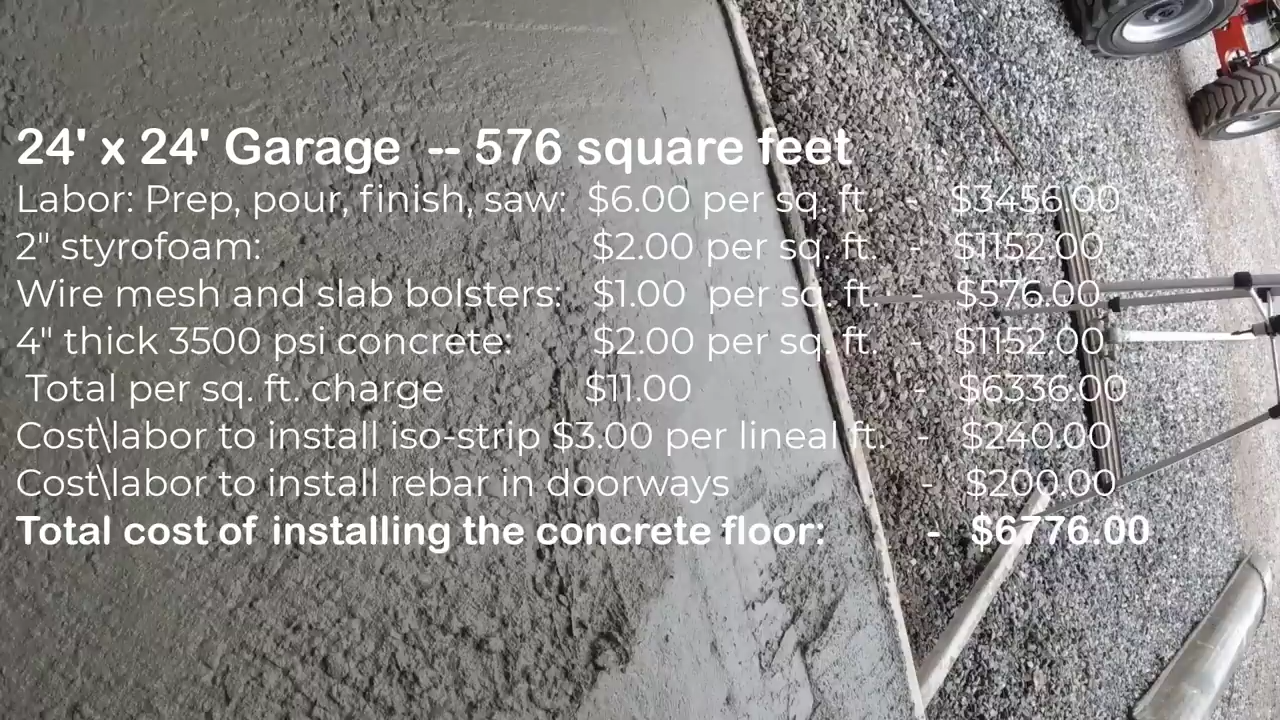 24' x 24' Garage -- 576 square feet
Labor: Prep, pour, finish, saw: $6.00 per sq. ft. - $3456.00
2" styrofoam: $2.00 per sq. ft. - $1152.00
Wire mesh and slab bolsters: $1.00 per sq. ft. - $576.00
4" thick 3500 psi concrete: $2.00 per sq. ft. - $1152.00
Total per sq. ft. charge $11.00 - $6336.00
Cost\labor to install iso-strip $3.00 per lineal ft. - $240.00
Cost\labor to install rebar in doorways - $200.00
Total cost of installing the concrete floor: - $6776.00